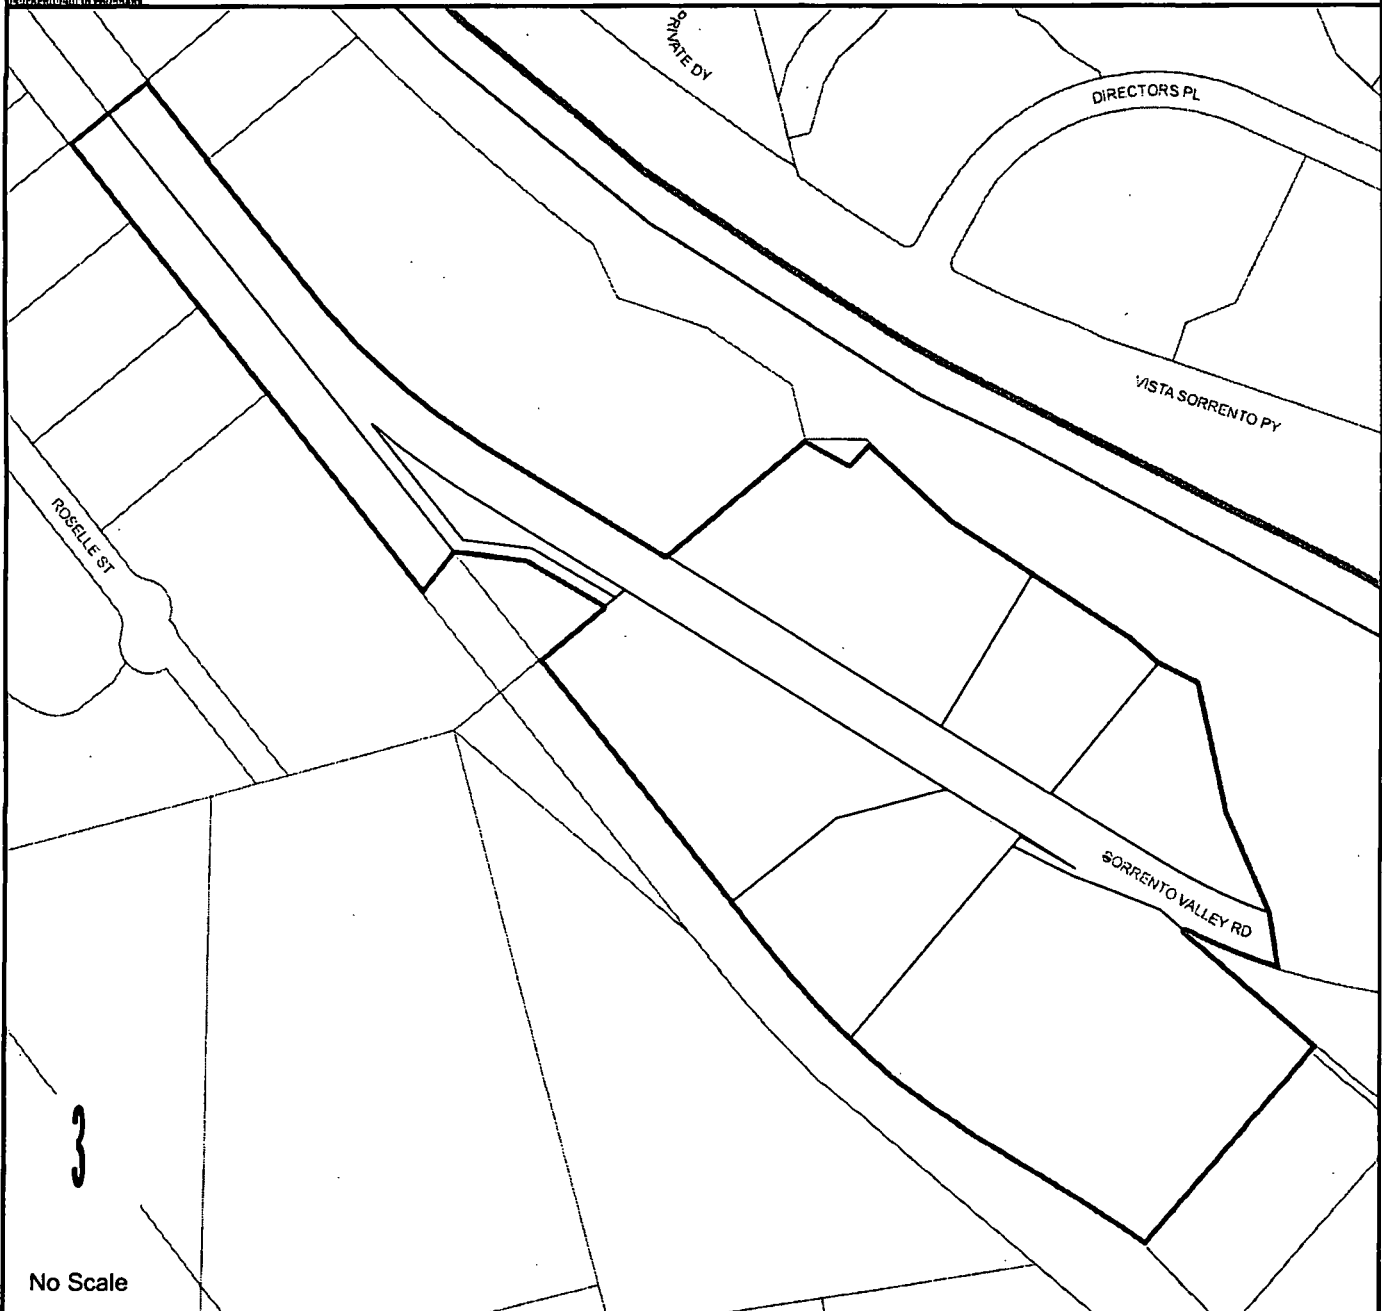 PRIVATE DY
DIRECTORS PL
VISTA SORRENTO PY
ROSELLE ST
SORRENTO VALLEY RD
3
No Scale